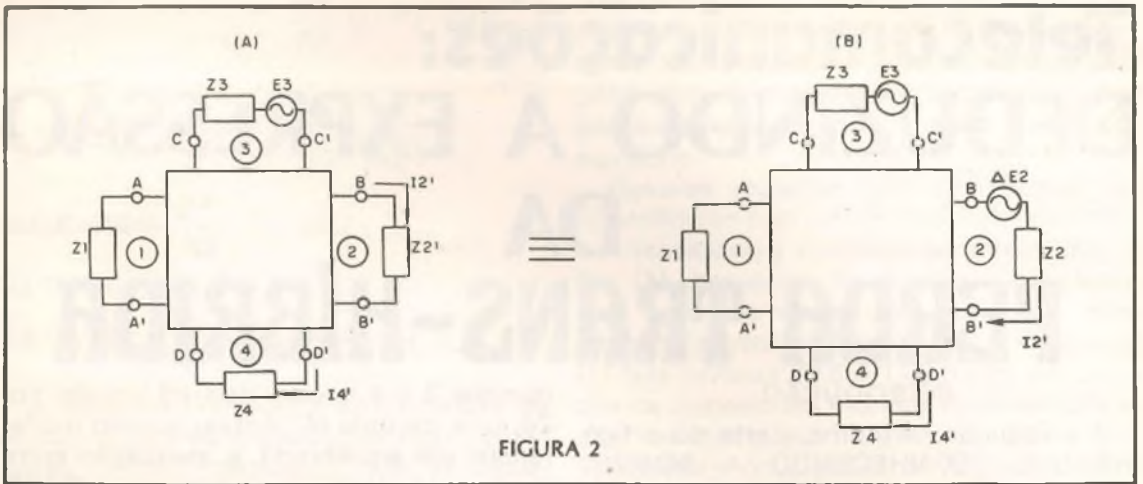 (A)
Z3 E3
C C'
3
A
B I2'
Z1 1
2 Z2'
A'
B'
4
D D'
Z4 I4'
(B)
Z3 E3
C C'
3
A
B Δ E2
Z1 1
2 Z2
A'
B'
I2'
4
D D'
Z4 I4'
FIGURA 2